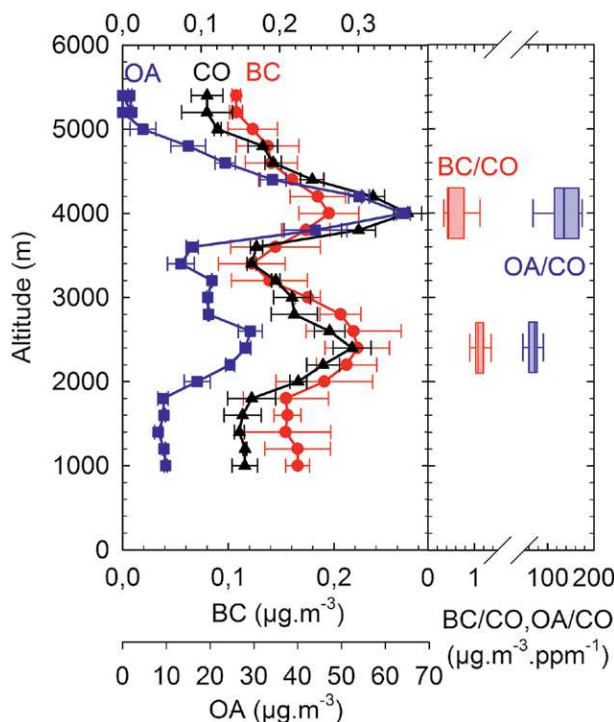 0,0 0,1 0,2 0,3
6000
5000
4000
3000
2000
1000
0
Altitude (m)
OA CO BC
BC/CO
OA/CO
0,0 0,1 0,2 0 1 100 200
BC (µg.m-3)
BC/CO,OA/CO
(µg.m-3.ppm-1)
0 10 20 30 40 50 60 70
OA (µg.m-3)